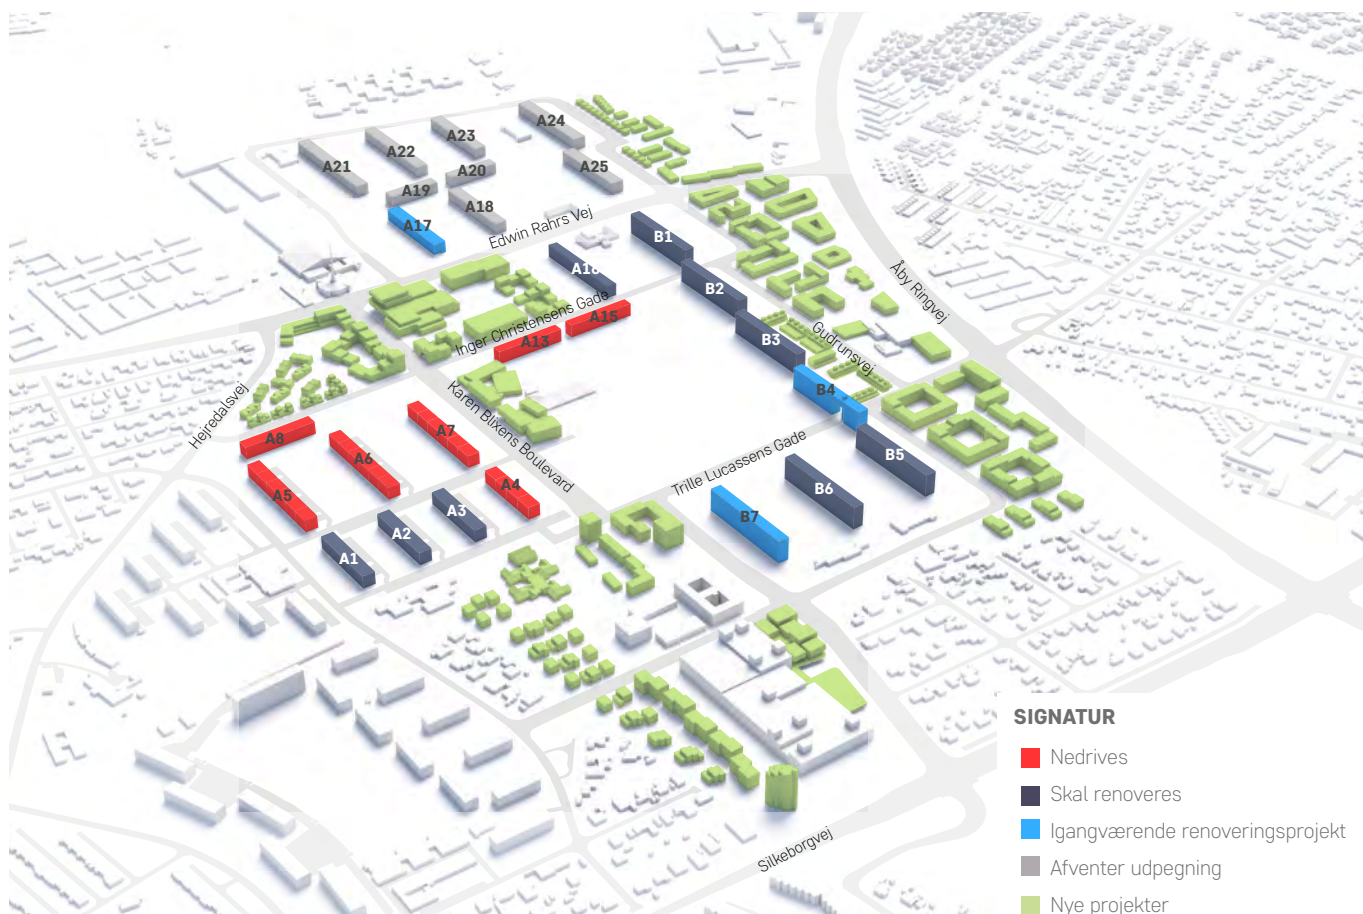 A24
A23
A22
A21
A25
A20
A19
A18
A17
Edwin Rahrs Vej
B1
A16
B2
Åby Ringvej
Inger Christensens Gade
A15
A13
B3
Gudrunsvej
B4
Karen Blixens Boulevard
Hejredalsvej
A8
A7
A6
A5
A4
A3
A2
A1
Trille Lucassens Gade
B5
B6
B7
Silkeborgvej
SIGNATUR
Nedrives
Skal renoveres
Igangværende renoveringsprojekt
Afventer udpegning
Nye projekter